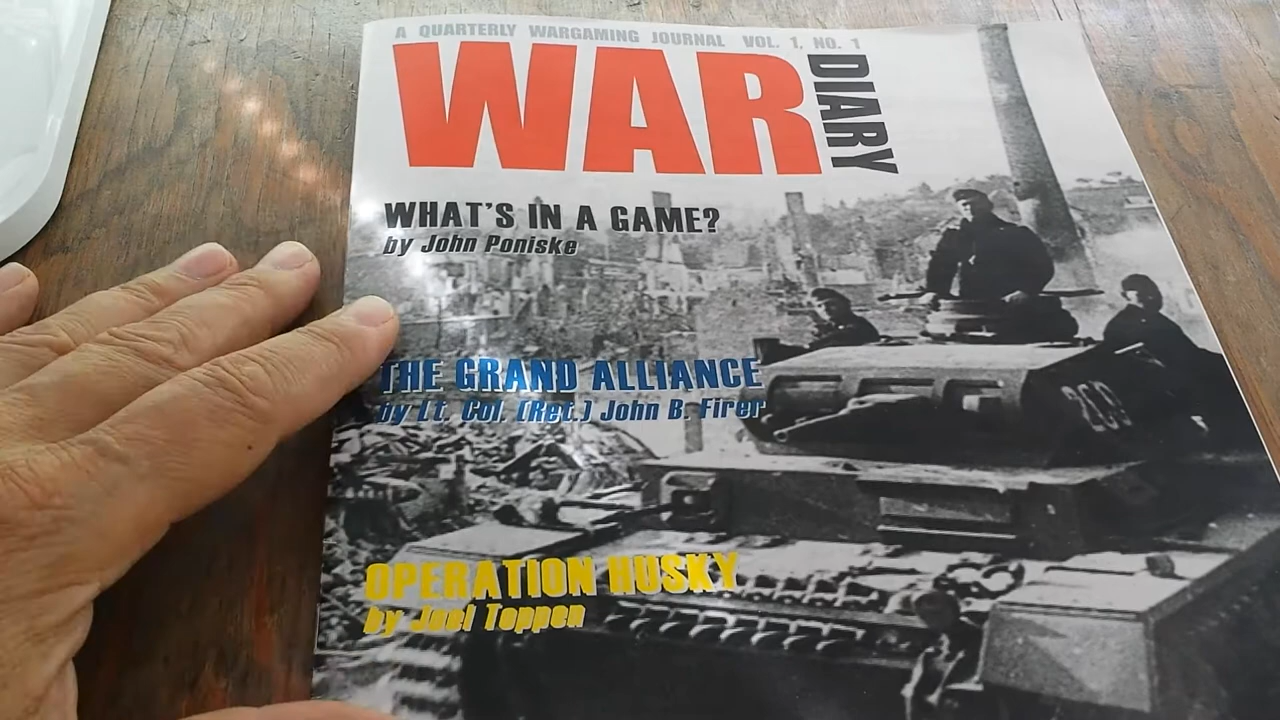 A QUARTERLY WARGAMING JOURNAL VOL. 1, NO. 1
WAR
DIARY
WHAT'S IN A GAME?
by John Poniske
THE GRAND ALLIANCE
by Lt. Col. (Ret.) John B. Firer
OPERATION HUSKY
by Joel Toppen